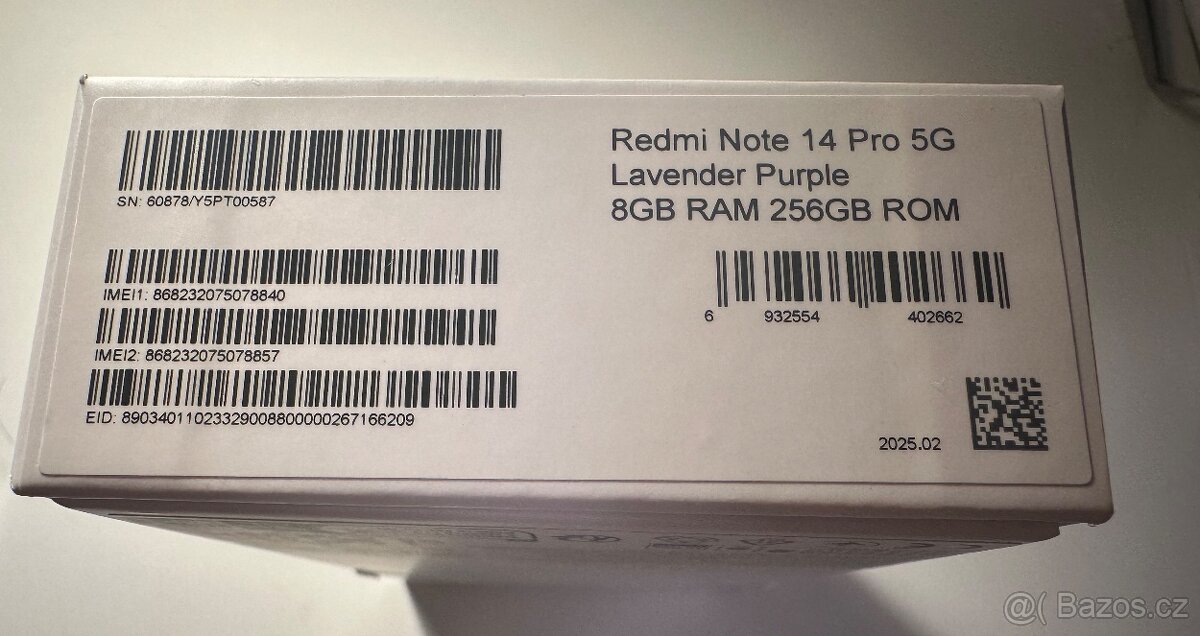 SN: 60878/Y5PT00587
IMEI1: 868232075078840
IMEI2: 868232075078857
EID: 89034011023329008800000267166209
Redmi Note 14 Pro 5G
Lavender Purple
8GB RAM 256GB ROM
6 932554 402662
2025.02
@( Bazos.cz